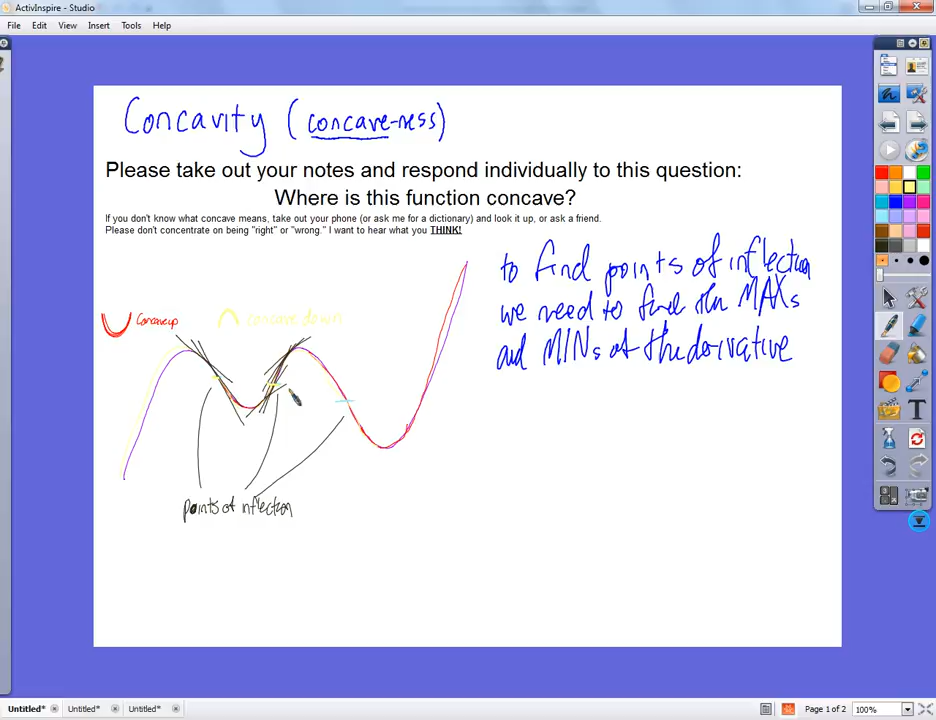 ActivInspire - Studio
File Edit View Insert Tools Help
Concavity (concave-ness)
Please take out your notes and respond individually to this question:
Where is this function concave?
If you don't know what concave means, take out your phone (or ask me for a dictionary) and look it up, or ask a friend.
Please don't concentrate on being "right" or "wrong." I want to hear what you THINK!
to find points of inflection
we need to find the MAXs
and MINs of the derivative
Concave up
concave down
points of inflection
Untitled* Untitled* Untitled* Page 1 of 2 100%